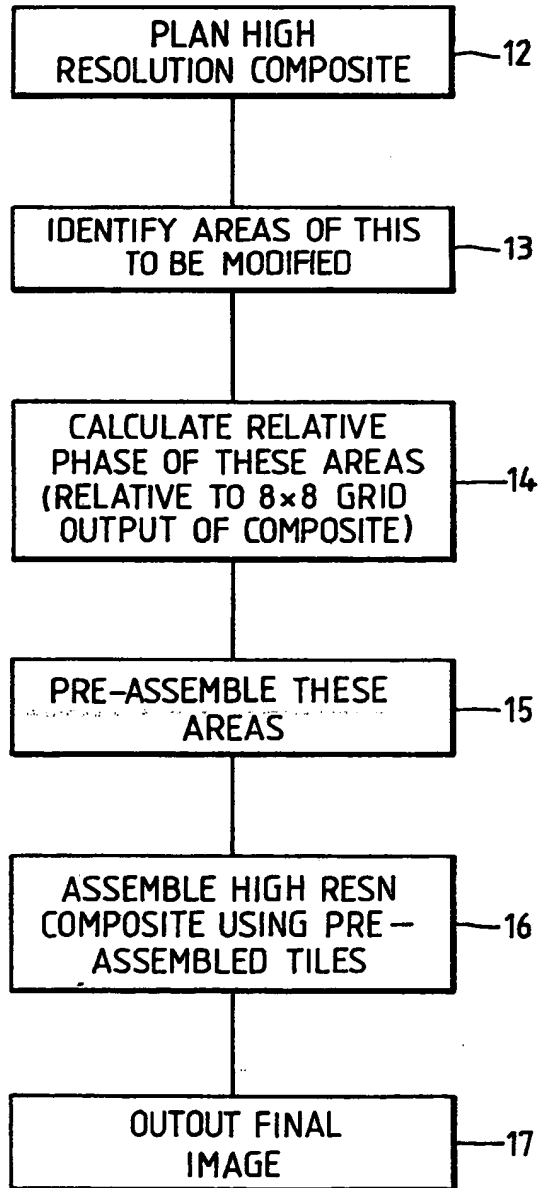 PLAN HIGH
RESOLUTION COMPOSITE
12
IDENTIFY AREAS OF THIS
TO BE MODIFIED
13
CALCULATE RELATIVE
PHASE OF THESE AREAS
(RELATIVE TO 8×8 GRID
OUTPUT OF COMPOSITE)
14
PRE-ASSEMBLE THESE
AREAS
15
ASSEMBLE HIGH RESN
COMPOSITE USING PRE-
ASSEMBLED TILES
16
OUTOUT FINAL
IMAGE
17